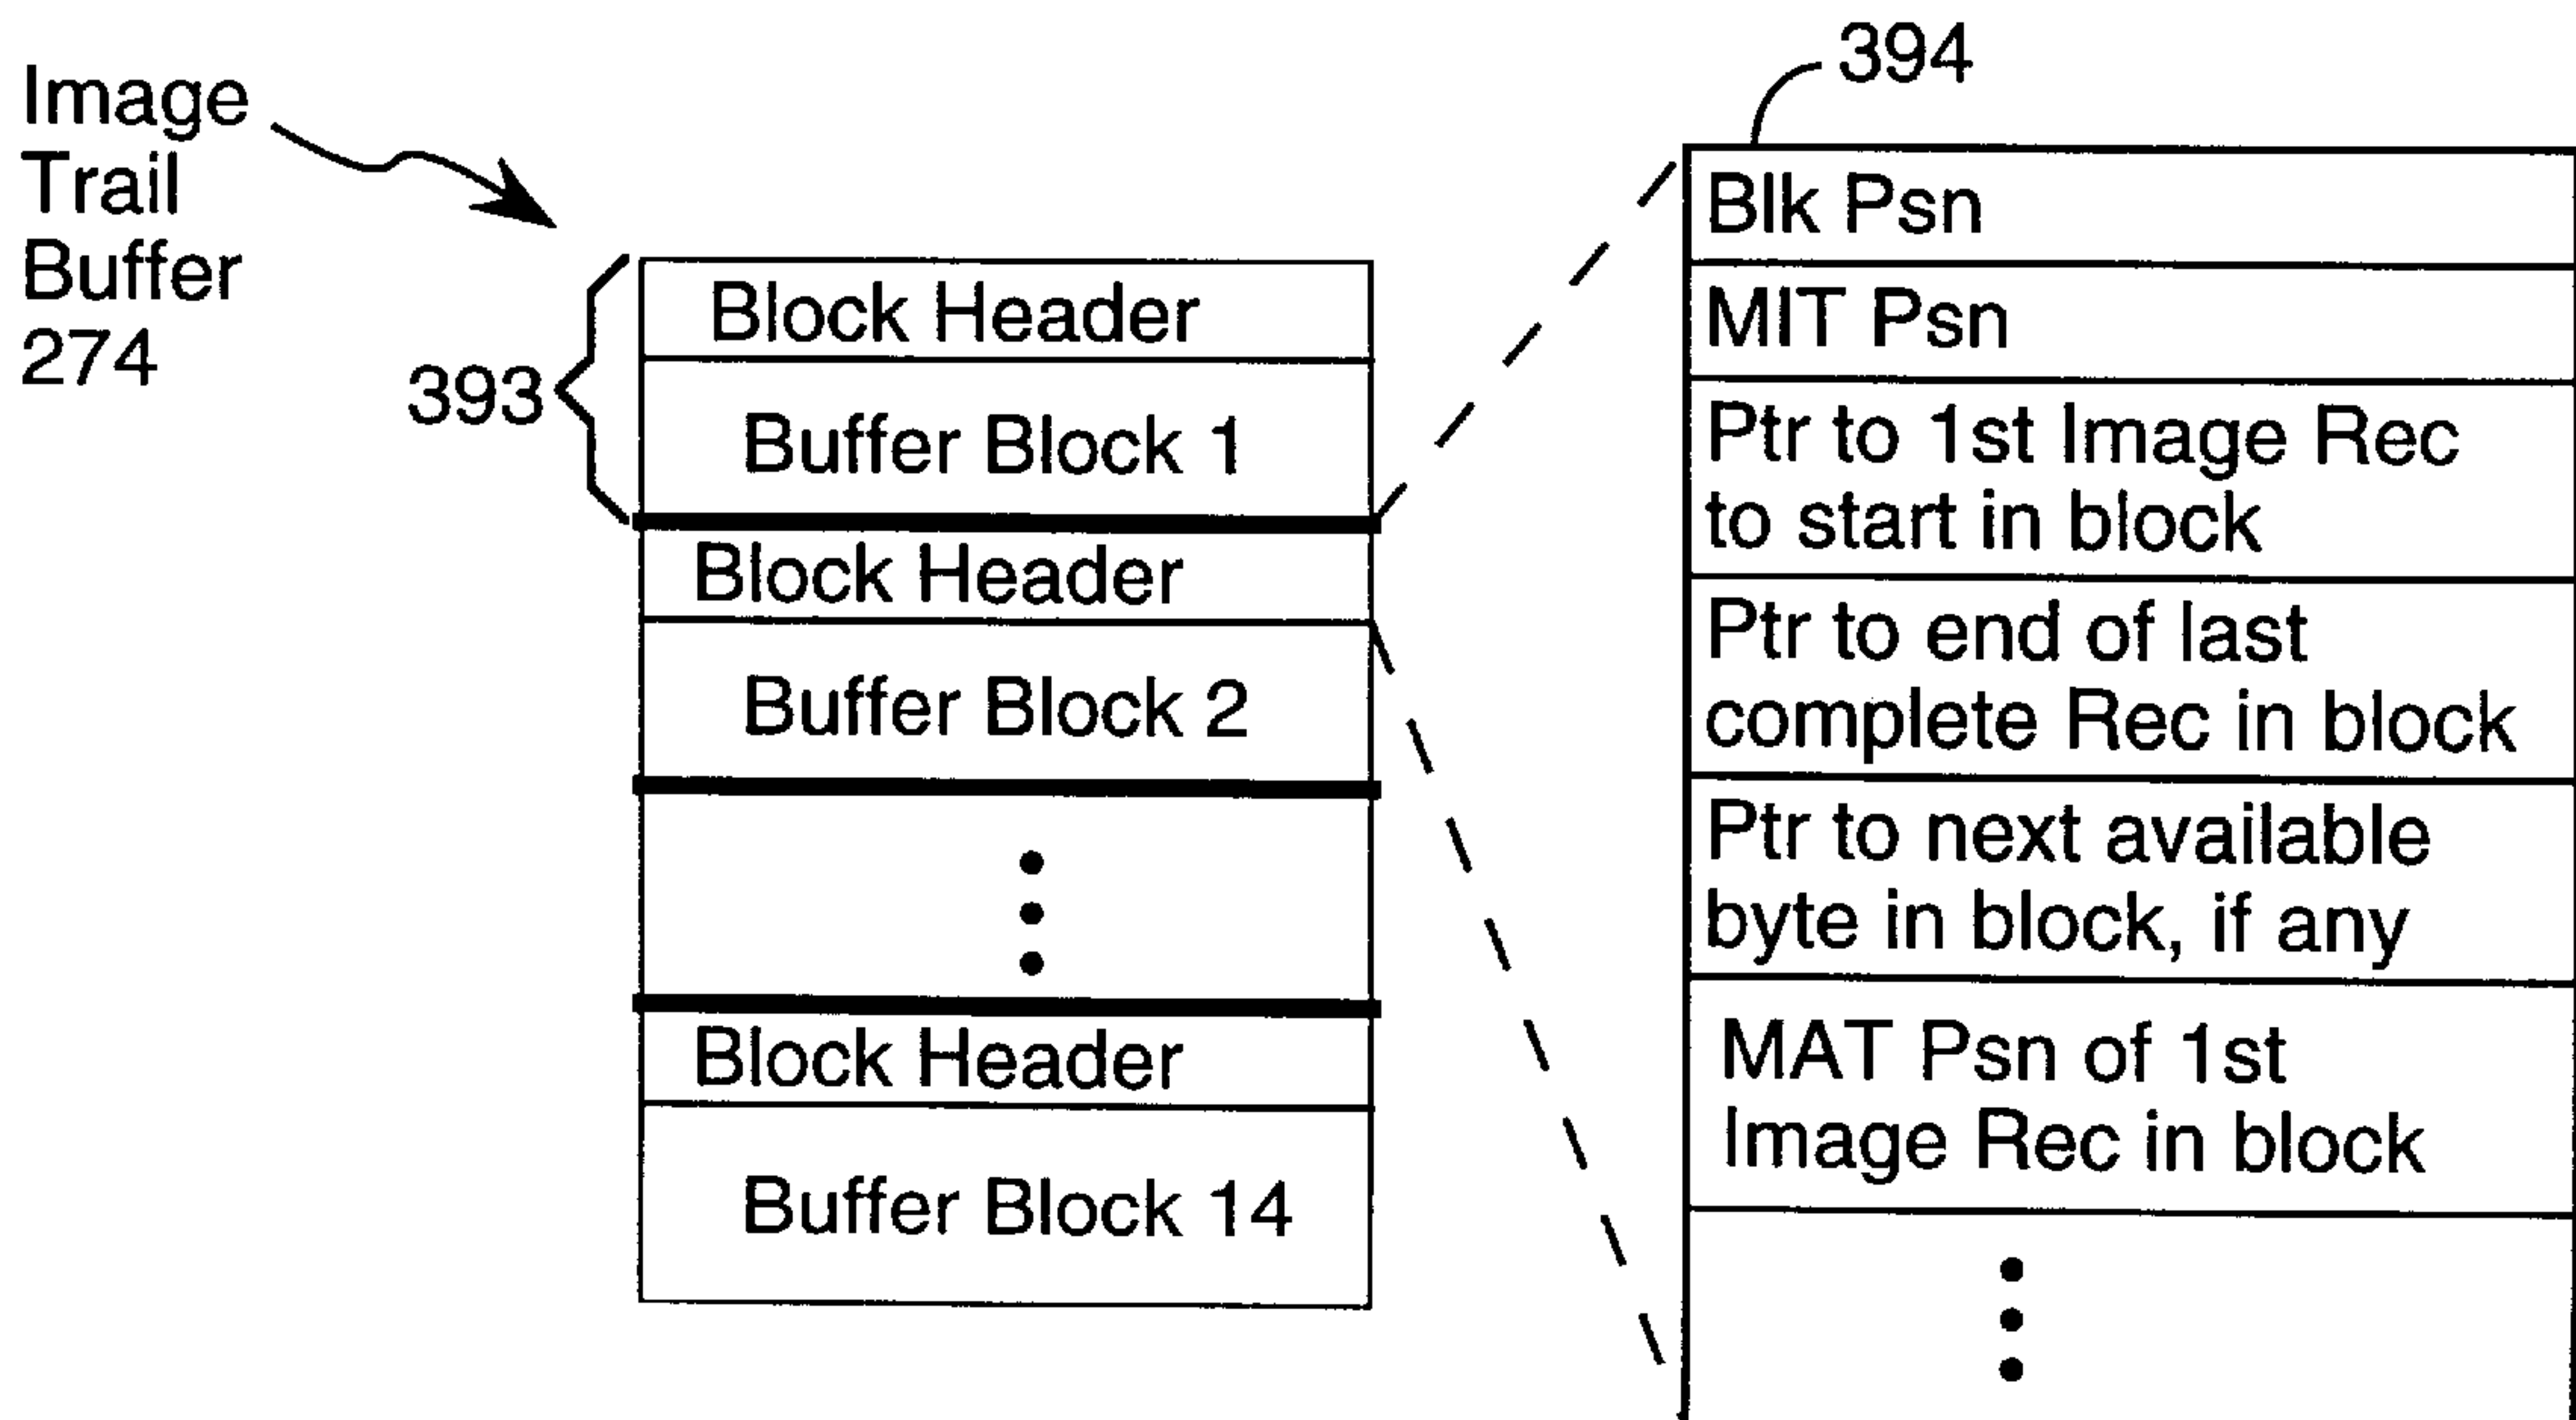 Image
Trail
Buffer
274
393
Block Header
Buffer Block 1
Block Header
Buffer Block 2
Block Header
Buffer Block 14
394
Blk Psn
MIT Psn
Ptr to 1st Image Rec
to start in block
Ptr to end of last
complete Rec in block
Ptr to next available
byte in block, if any
MAT Psn of 1st
Image Rec in block